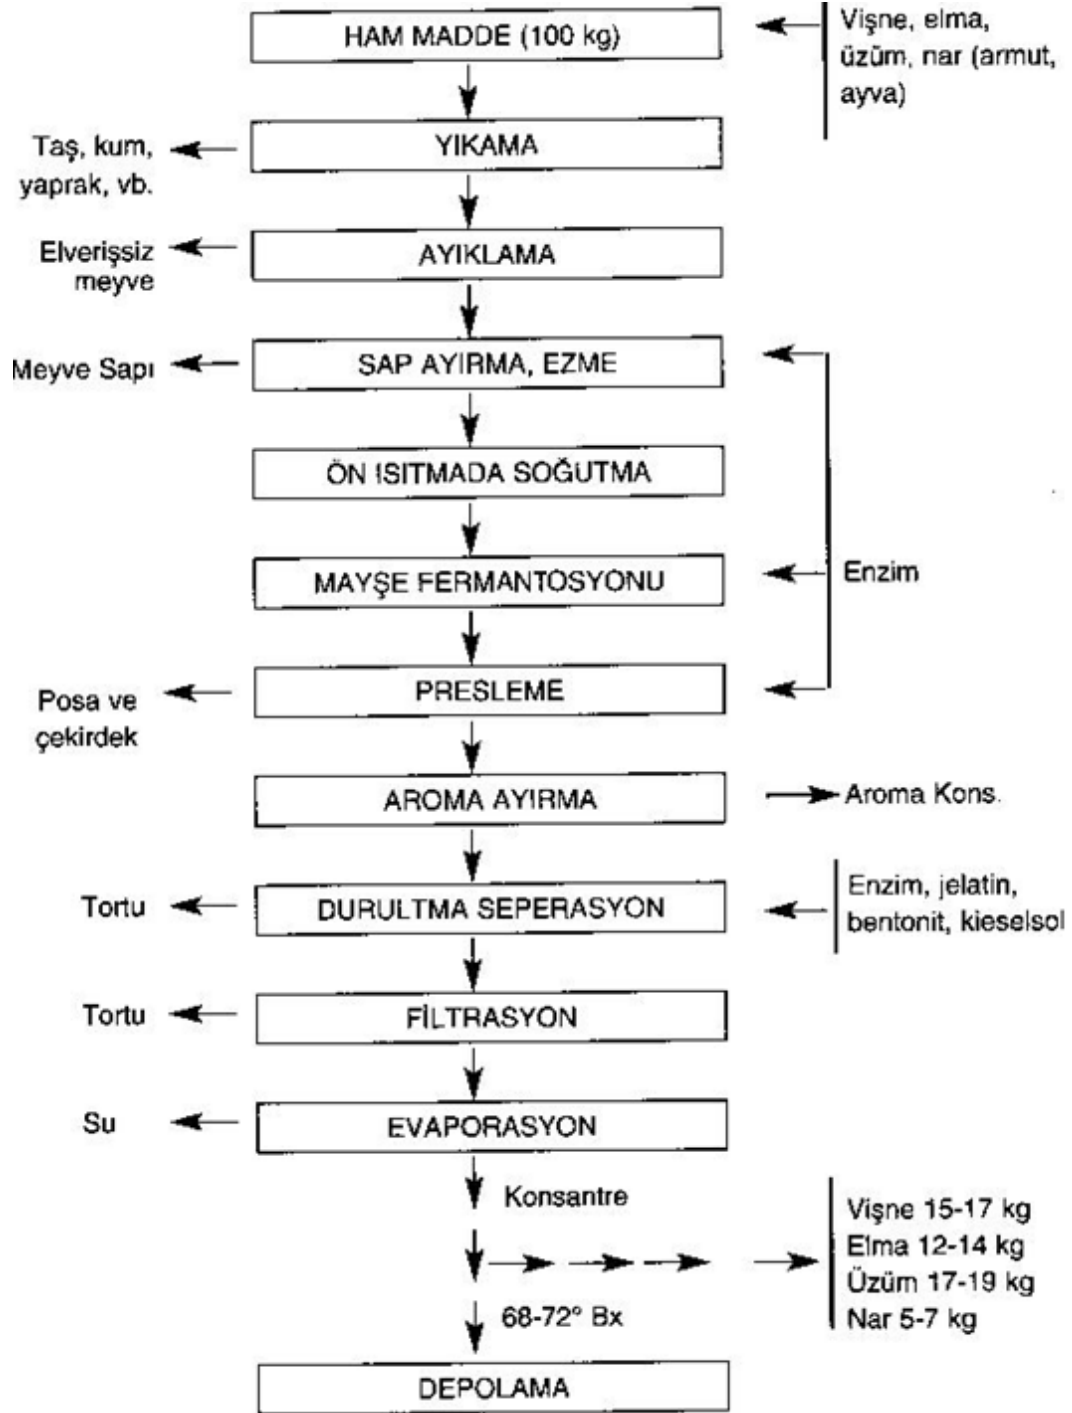 HAM MADDE (100 kg)
Vişne, elma,
üzüm, nar (armut,
ayva)
YIKAMA
Taş, kum,
yaprak, vb.
AYIKLAMA
Elverişsiz
meyve
SAP AYIRMA, EZME
Meyve Sapı
ÖN ISITMADA SOĞUTMA
MAYŞE FERMANTOSYONU
Enzim
PRESLEME
Posa ve
çekirdek
AROMA AYIRMA
Aroma Kons.
DURULTMA SEPERASYON
Tortu
Enzim, jelatin,
bentonit, kieselsol
FİLTRASYON
Tortu
EVAPORASYON
Su
Konsantre
Vişne 15-17 kg
Elma 12-14 kg
Üzüm 17-19 kg
Nar 5-7 kg
68-72° Bx
DEPOLAMA